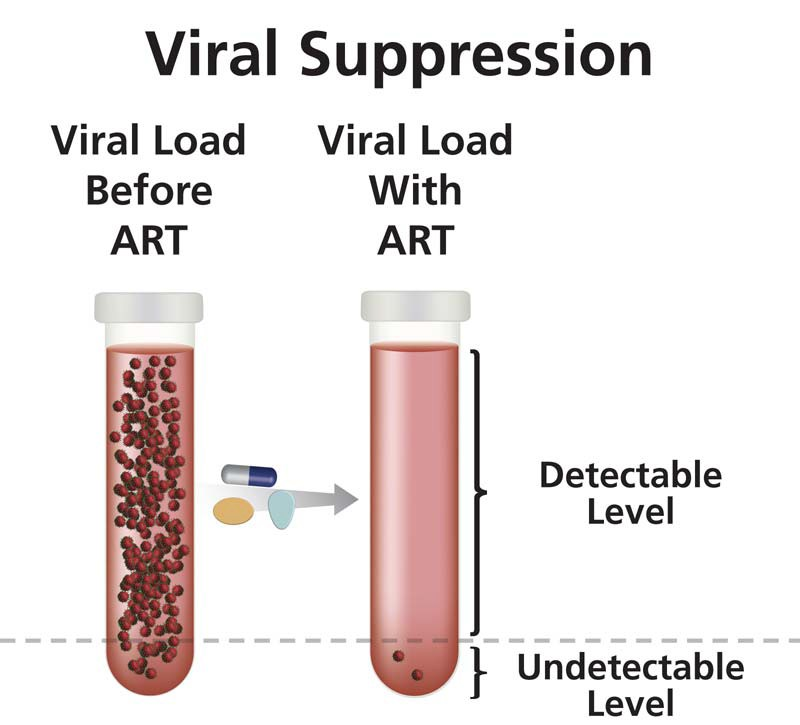 Viral Suppression
Viral Load
Before
ART
Viral Load
With
ART
Detectable
Level
Undetectable
Level